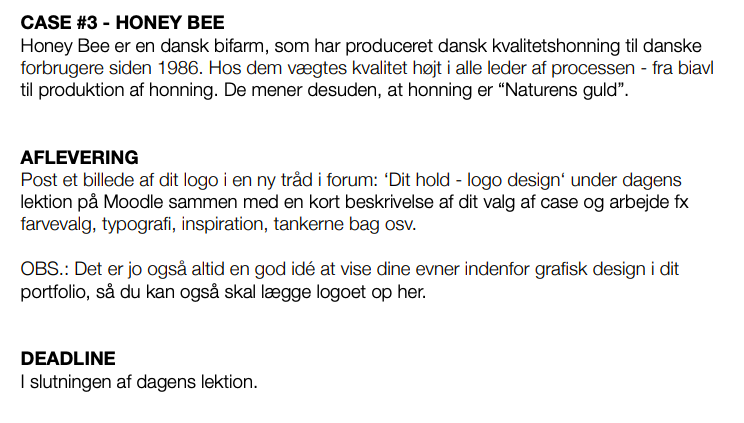 CASE #3 - HONEY BEE
Honey Bee er en dansk bifarm, som har produceret dansk kvalitetshonning til danske
forbrugere siden 1986. Hos dem vægtes kvalitet højt i alle leder af processen - fra biavl
til produktion af honning. De mener desuden, at honning er “Naturens guld”.
AFLEVERING
Post et billede af dit logo i en ny tråd i forum: ‘Dit hold - logo design‘ under dagens
lektion på Moodle sammen med en kort beskrivelse af dit valg af case og arbejde fx
farvevalg, typografi, inspiration, tankerne bag osv.
OBS.: Det er jo også altid en god idé at vise dine evner indenfor grafisk design i dit
portfolio, så du kan også skal lægge logoet op her.
DEADLINE
I slutningen af dagens lektion.